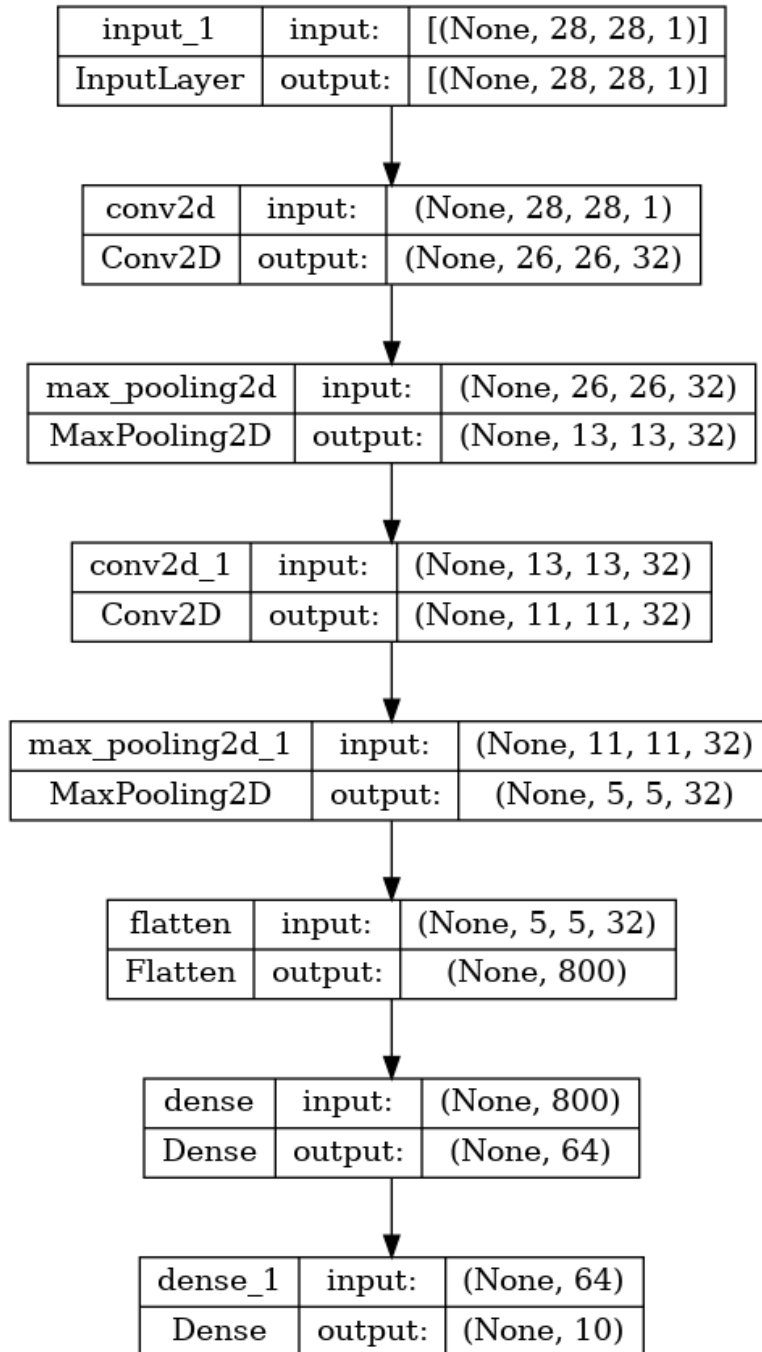 input_1 input: [(None, 28, 28, 1)]
InputLayer output: [(None, 28, 28, 1)]
conv2d input: (None, 28, 28, 1)
Conv2D output: (None, 26, 26, 32)
max_pooling2d input: (None, 26, 26, 32)
MaxPooling2D output: (None, 13, 13, 32)
conv2d_1 input: (None, 13, 13, 32)
Conv2D output: (None, 11, 11, 32)
max_pooling2d_1 input: (None, 11, 11, 32)
MaxPooling2D output: (None, 5, 5, 32)
flatten input: (None, 5, 5, 32)
Flatten output: (None, 800)
dense input: (None, 800)
Dense output: (None, 64)
dense_1 input: (None, 64)
Dense output: (None, 10)